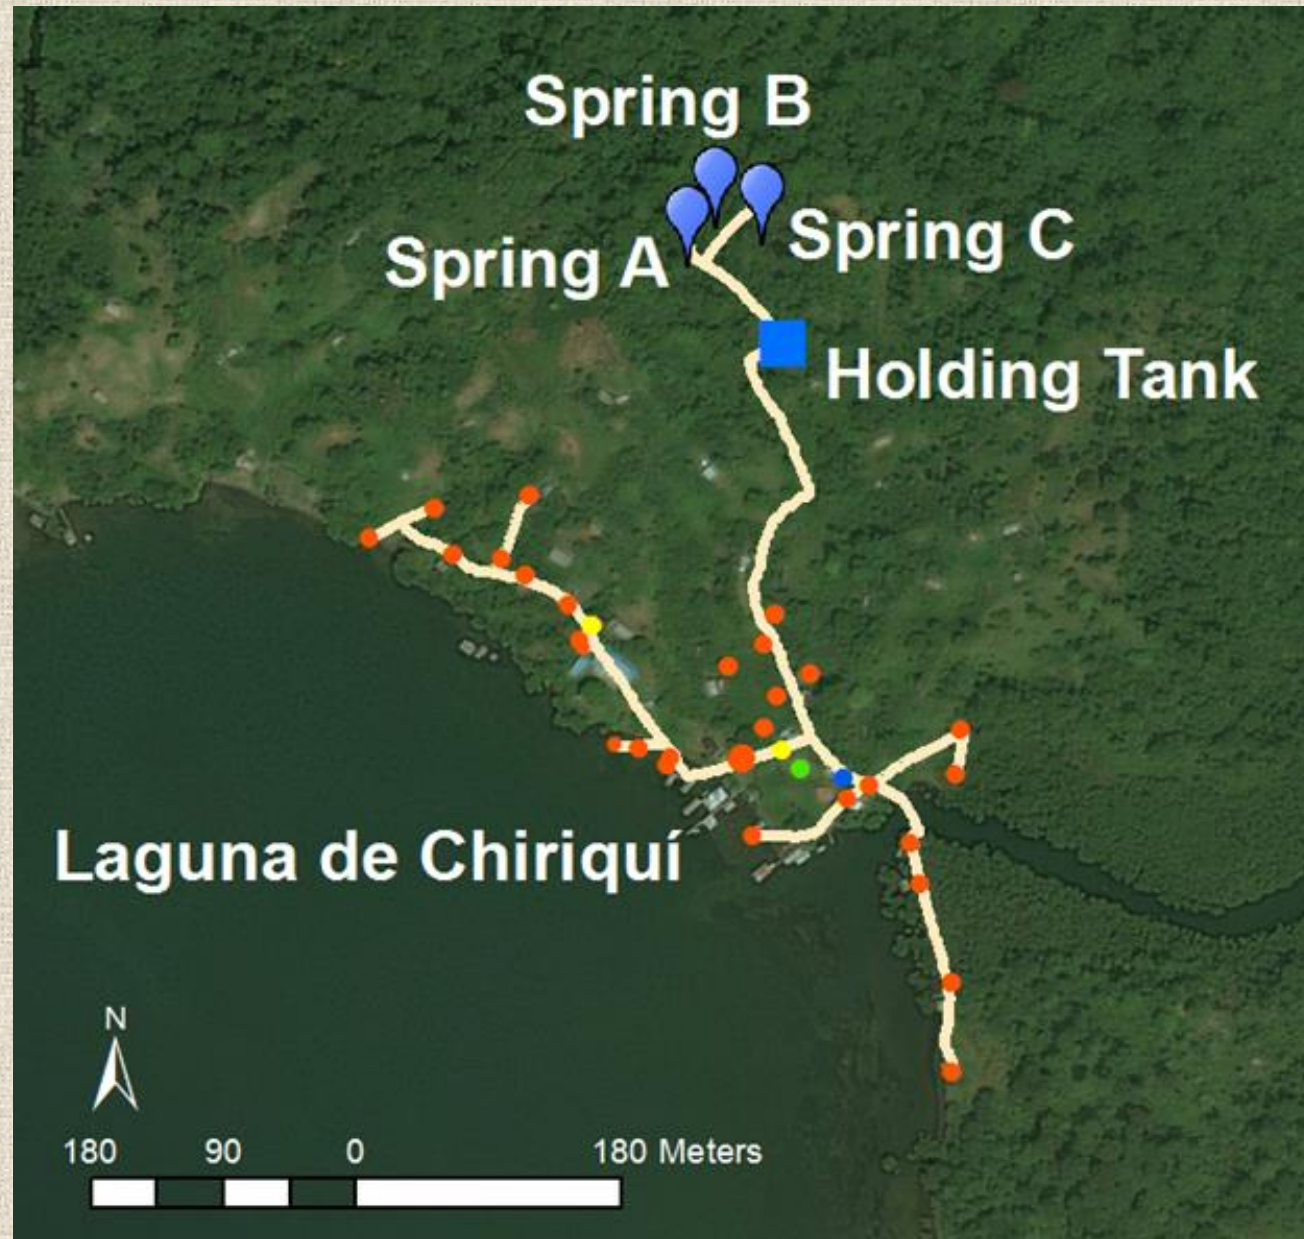 Spring B
Spring A
Spring C
Holding Tank
Laguna de Chiriquí
N
180 90 0 180 Meters